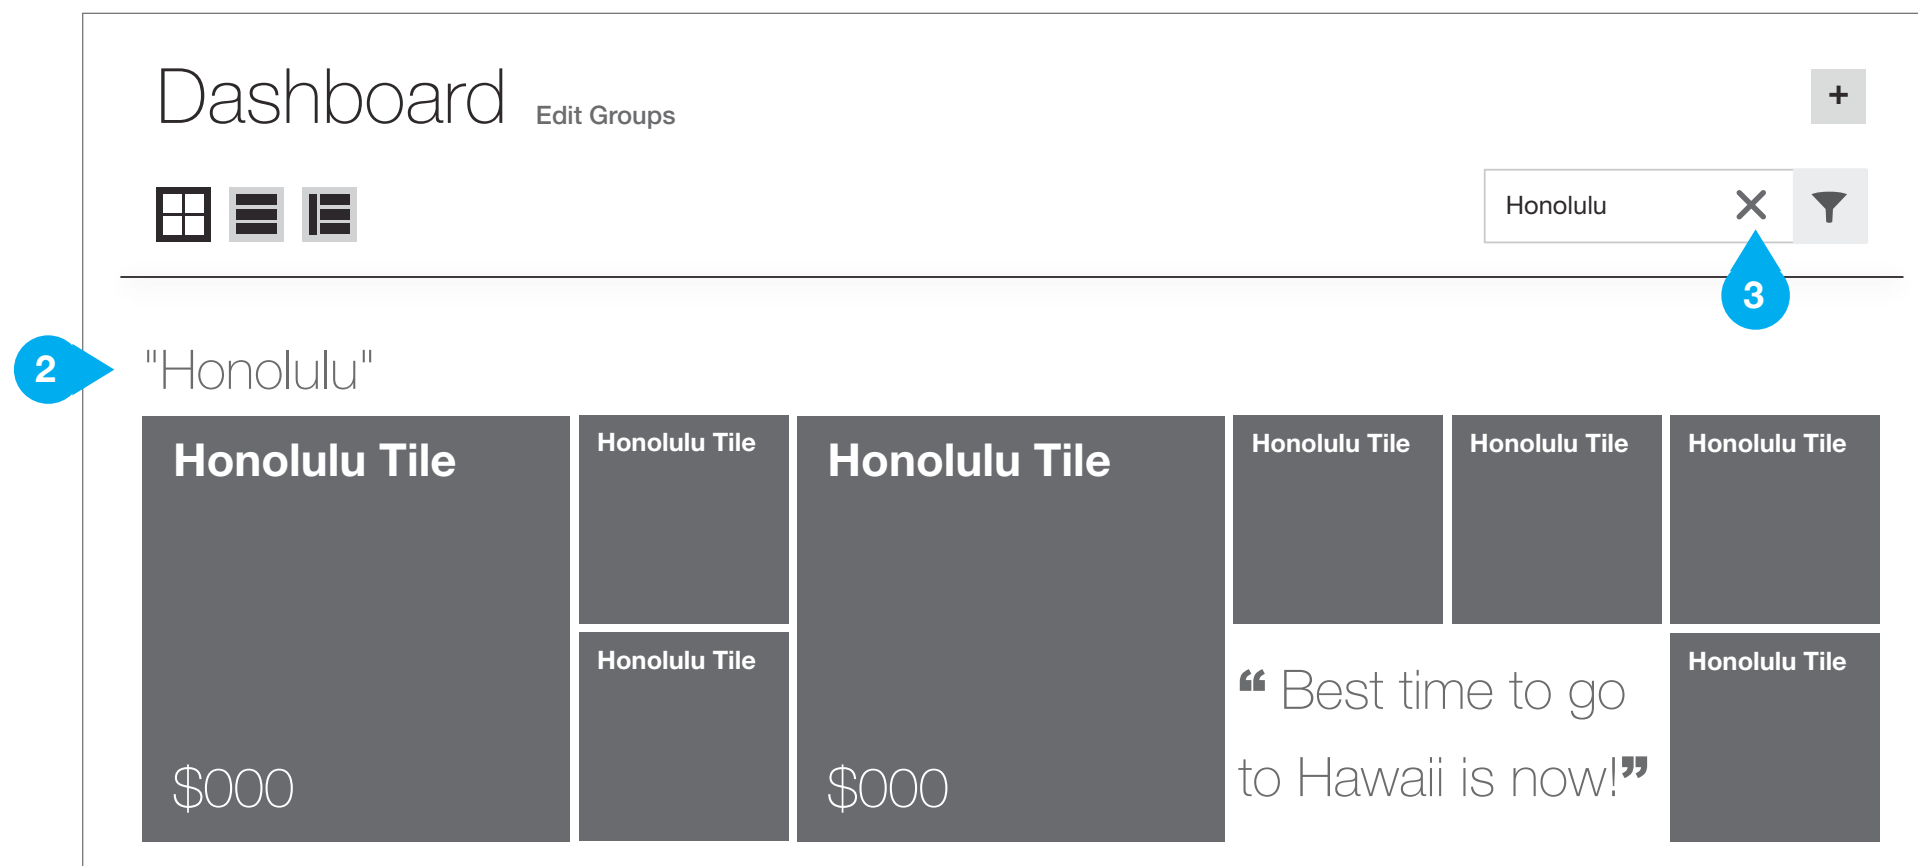 Dashboard Edit Groups
+
Honolulu
3
2
"Honolulu"
Honolulu Tile
$000
Honolulu Tile
Honolulu Tile
Honolulu Tile
$000
Honolulu Tile
Honolulu Tile
Honolulu Tile
“ Best time to go
to Hawaii is now!”
Honolulu Tile